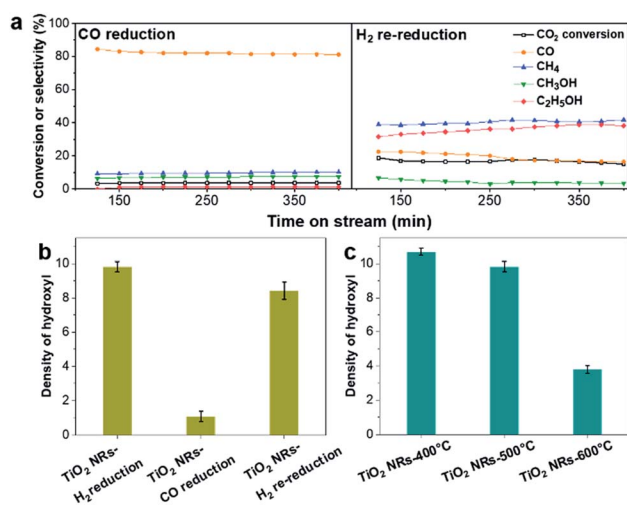 a
CO reduction
H2 re-reduction
CO2 conversion
CO
CH4
CH3OH
C2H5OH
Conversion or selectivity (%)
100
80
60
40
20
0
150 250 350 150 250 350
Time on stream (min)
b
Density of hydroxyl
12
10
8
6
4
2
0
TiO2 NRs-
H2 reduction
TiO2 NRs-
CO reduction
TiO2 NRs-
H2 re-reduction
c
Density of hydroxyl
12
10
8
6
4
2
0
TiO2 NRs-400°C
TiO2 NRs-500°C
TiO2 NRs-600°C